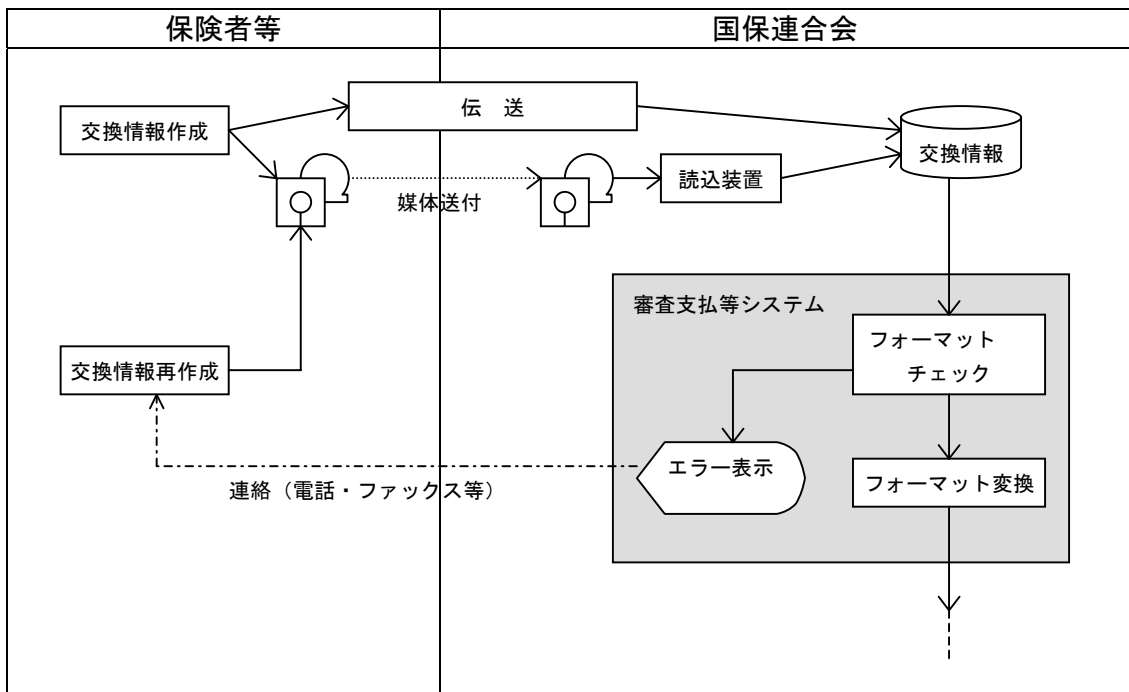 保険者等
国保連合会
伝　送
交換情報作成
交換情報
読込装置
媒体送付
審査支払等システム
フォーマット
チェック
交換情報再作成
エラー表示
フォーマット変換
連絡（電話・ファックス等）